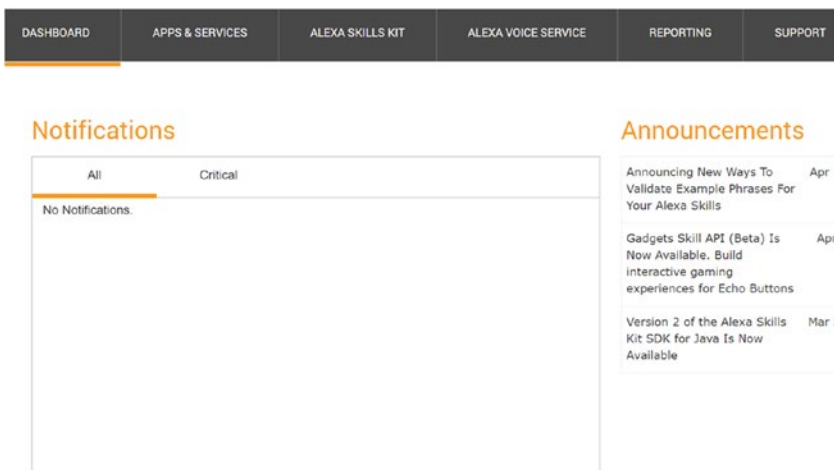 DASHBOARD APPS & SERVICES ALEXA SKILLS KIT ALEXA VOICE SERVICE REPORTING SUPPORT
Notifications
All Critical
No Notifications.
Announcements
Announcing New Ways To Apr
Validate Example Phrases For
Your Alexa Skills
Gadgets Skill API (Beta) Is Apr
Now Available. Build
interactive gaming
experiences for Echo Buttons
Version 2 of the Alexa Skills Mar
Kit SDK for Java Is Now
Available